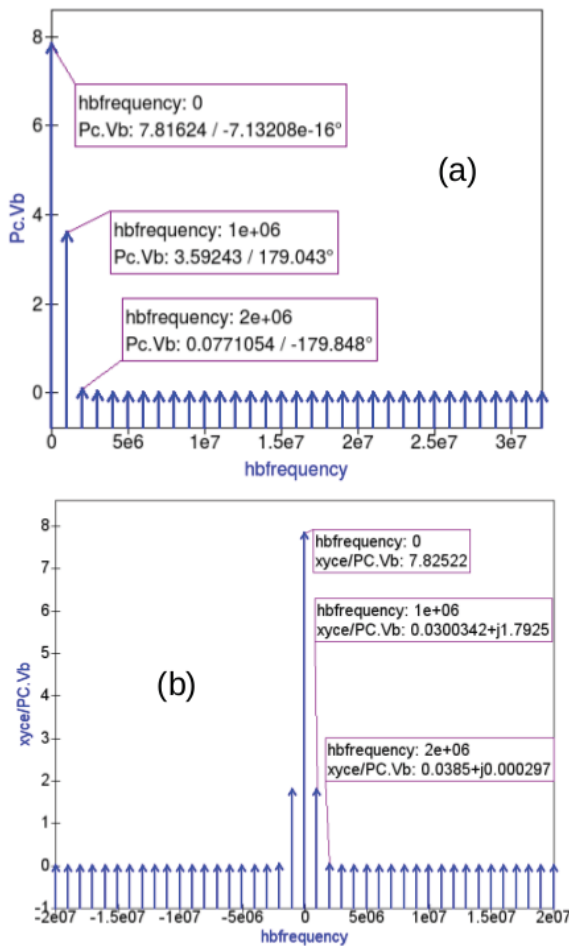 8
hbfrequency: 0
Pc.Vb: 7.81624 / -7.13208e-16°
6
(a)
Pc.Vb
4
hbfrequency: 1e+06
Pc.Vb: 3.59243 / 179.043°
2
hbfrequency: 2e+06
Pc.Vb: 0.0771054 / -179.848°
0
0 5e6 1e7 1.5e7 2e7 2.5e7 3e7
hbfrequency
8
hbfrequency: 0
xyce/PC.Vb: 7.82522
7
6
hbfrequency: 1e+06
xyce/PC.Vb: 0.0300342+j1.7925
5
(b)
xyce/PC.Vb
4
3
hbfrequency: 2e+06
xyce/PC.Vb: 0.0385+j0.000297
2
1
0
-1
-2e07 -1.5e07 -1e07 -5e06 0 5e06 1e07 1.5e07 2e07
hbfrequency